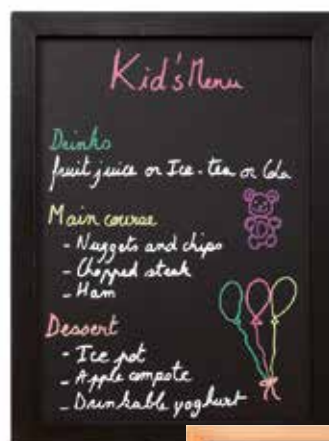 Kid's Menu
Drinks
fruit juice or Ice-tea or Cola
Main course
- Nuggets and chips
- Chopped steak
- Ham
Dessert
- Ice pot
- Apple compote
- Drinkable yoghurt